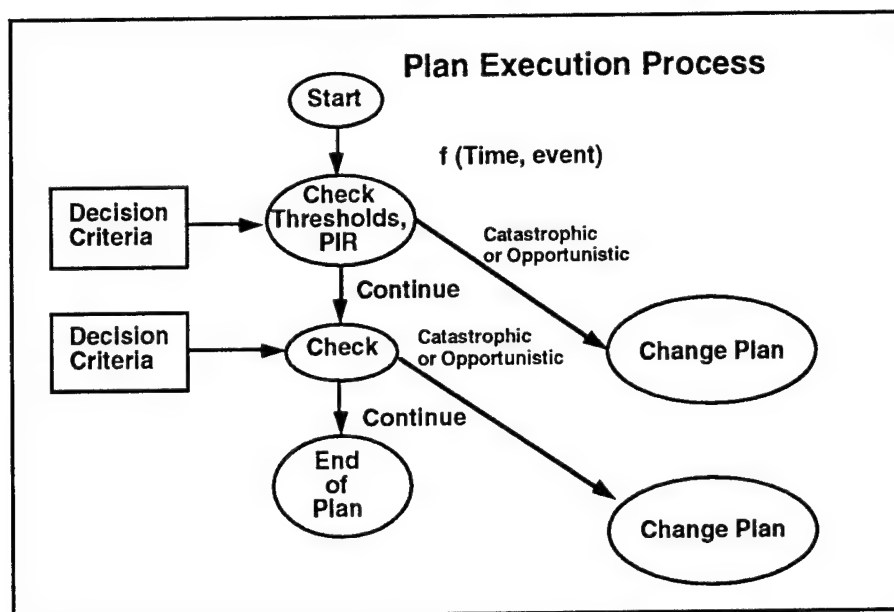 Plan Execution Process
Start
f (Time, event)
Check
Thresholds,
PIR
Decision
Criteria
Catastrophic
or Opportunistic
Continue
Change Plan
Decision
Criteria
Check
Catastrophic
or Opportunistic
Continue
End
of
Plan
Change Plan